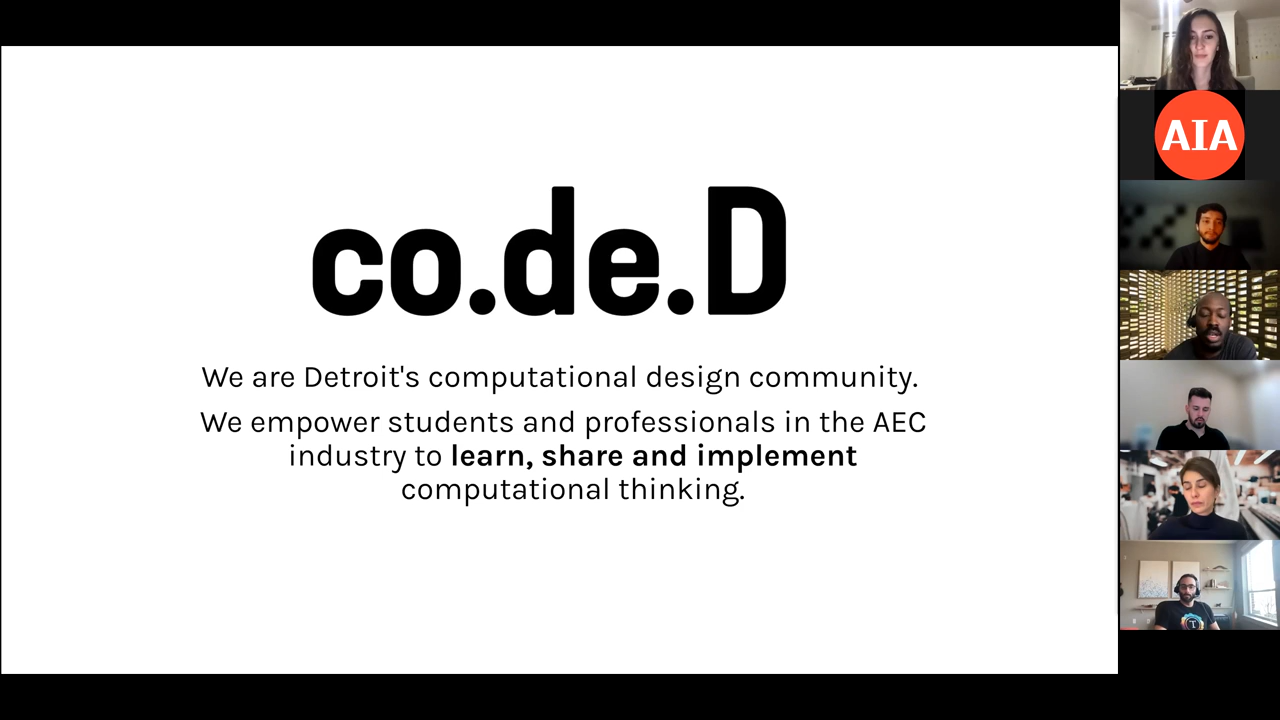 co.de.D
We are Detroit's computational design community.
We empower students and professionals in the AEC
industry to learn, share and implement
computational thinking.
AIA
T